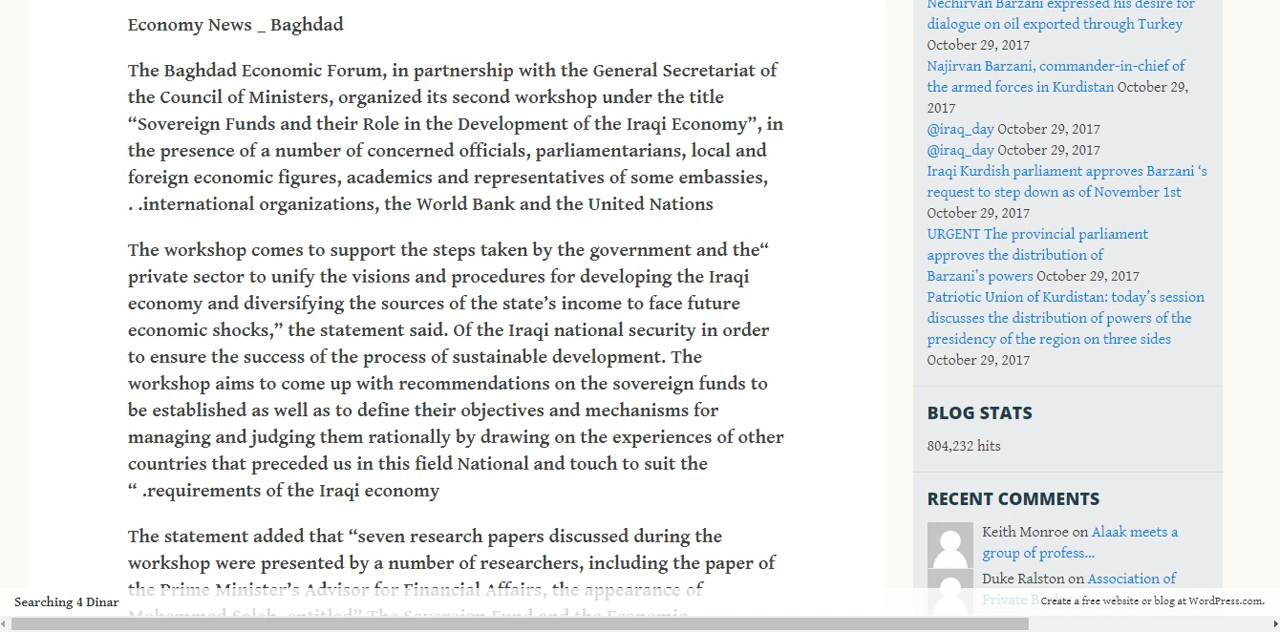 Economy News _ Baghdad
The Baghdad Economic Forum, in partnership with the General Secretariat of
the Council of Ministers, organized its second workshop under the title
“Sovereign Funds and their Role in the Development of the Iraqi Economy”, in
the presence of a number of concerned officials, parliamentarians, local and
foreign economic figures, academics and representatives of some embassies,
. .international organizations, the World Bank and the United Nations
The workshop comes to support the steps taken by the government and the“
private sector to unify the visions and procedures for developing the Iraqi
economy and diversifying the sources of the state’s income to face future
economic shocks,” the statement said. Of the Iraqi national security in order
to ensure the success of the process of sustainable development. The
workshop aims to come up with recommendations on the sovereign funds to
be established as well as to define their objectives and mechanisms for
managing and judging them rationally by drawing on the experiences of other
countries that preceded us in this field National and touch to suit the
“ .requirements of the Iraqi economy
The statement added that “seven research papers discussed during the
workshop were presented by a number of researchers, including the paper of
the Prime Minister’s Advisor for Financial Affairs, the appearance of
Mohammed Saleh, entitled” The Sovereign Fund and the Economic
Nechirvan Barzani expressed his desire for
dialogue on oil exported through Turkey
October 29, 2017
Najirvan Barzani, commander-in-chief of
the armed forces in Kurdistan October 29,
2017
@iraq_day October 29, 2017
@iraq_day October 29, 2017
Iraqi Kurdish parliament approves Barzani ‘s
request to step down as of November 1st
October 29, 2017
URGENT The provincial parliament
approves the distribution of
Barzani’s powers October 29, 2017
Patriotic Union of Kurdistan: today’s session
discusses the distribution of powers of the
presidency of the region on three sides
October 29, 2017
BLOG STATS
804,232 hits
RECENT COMMENTS
Keith Monroe on Alaak meets a
group of profess...
Duke Ralston on Association of
Private
Searching 4 Dinar
Create a free website or blog at WordPress.com.